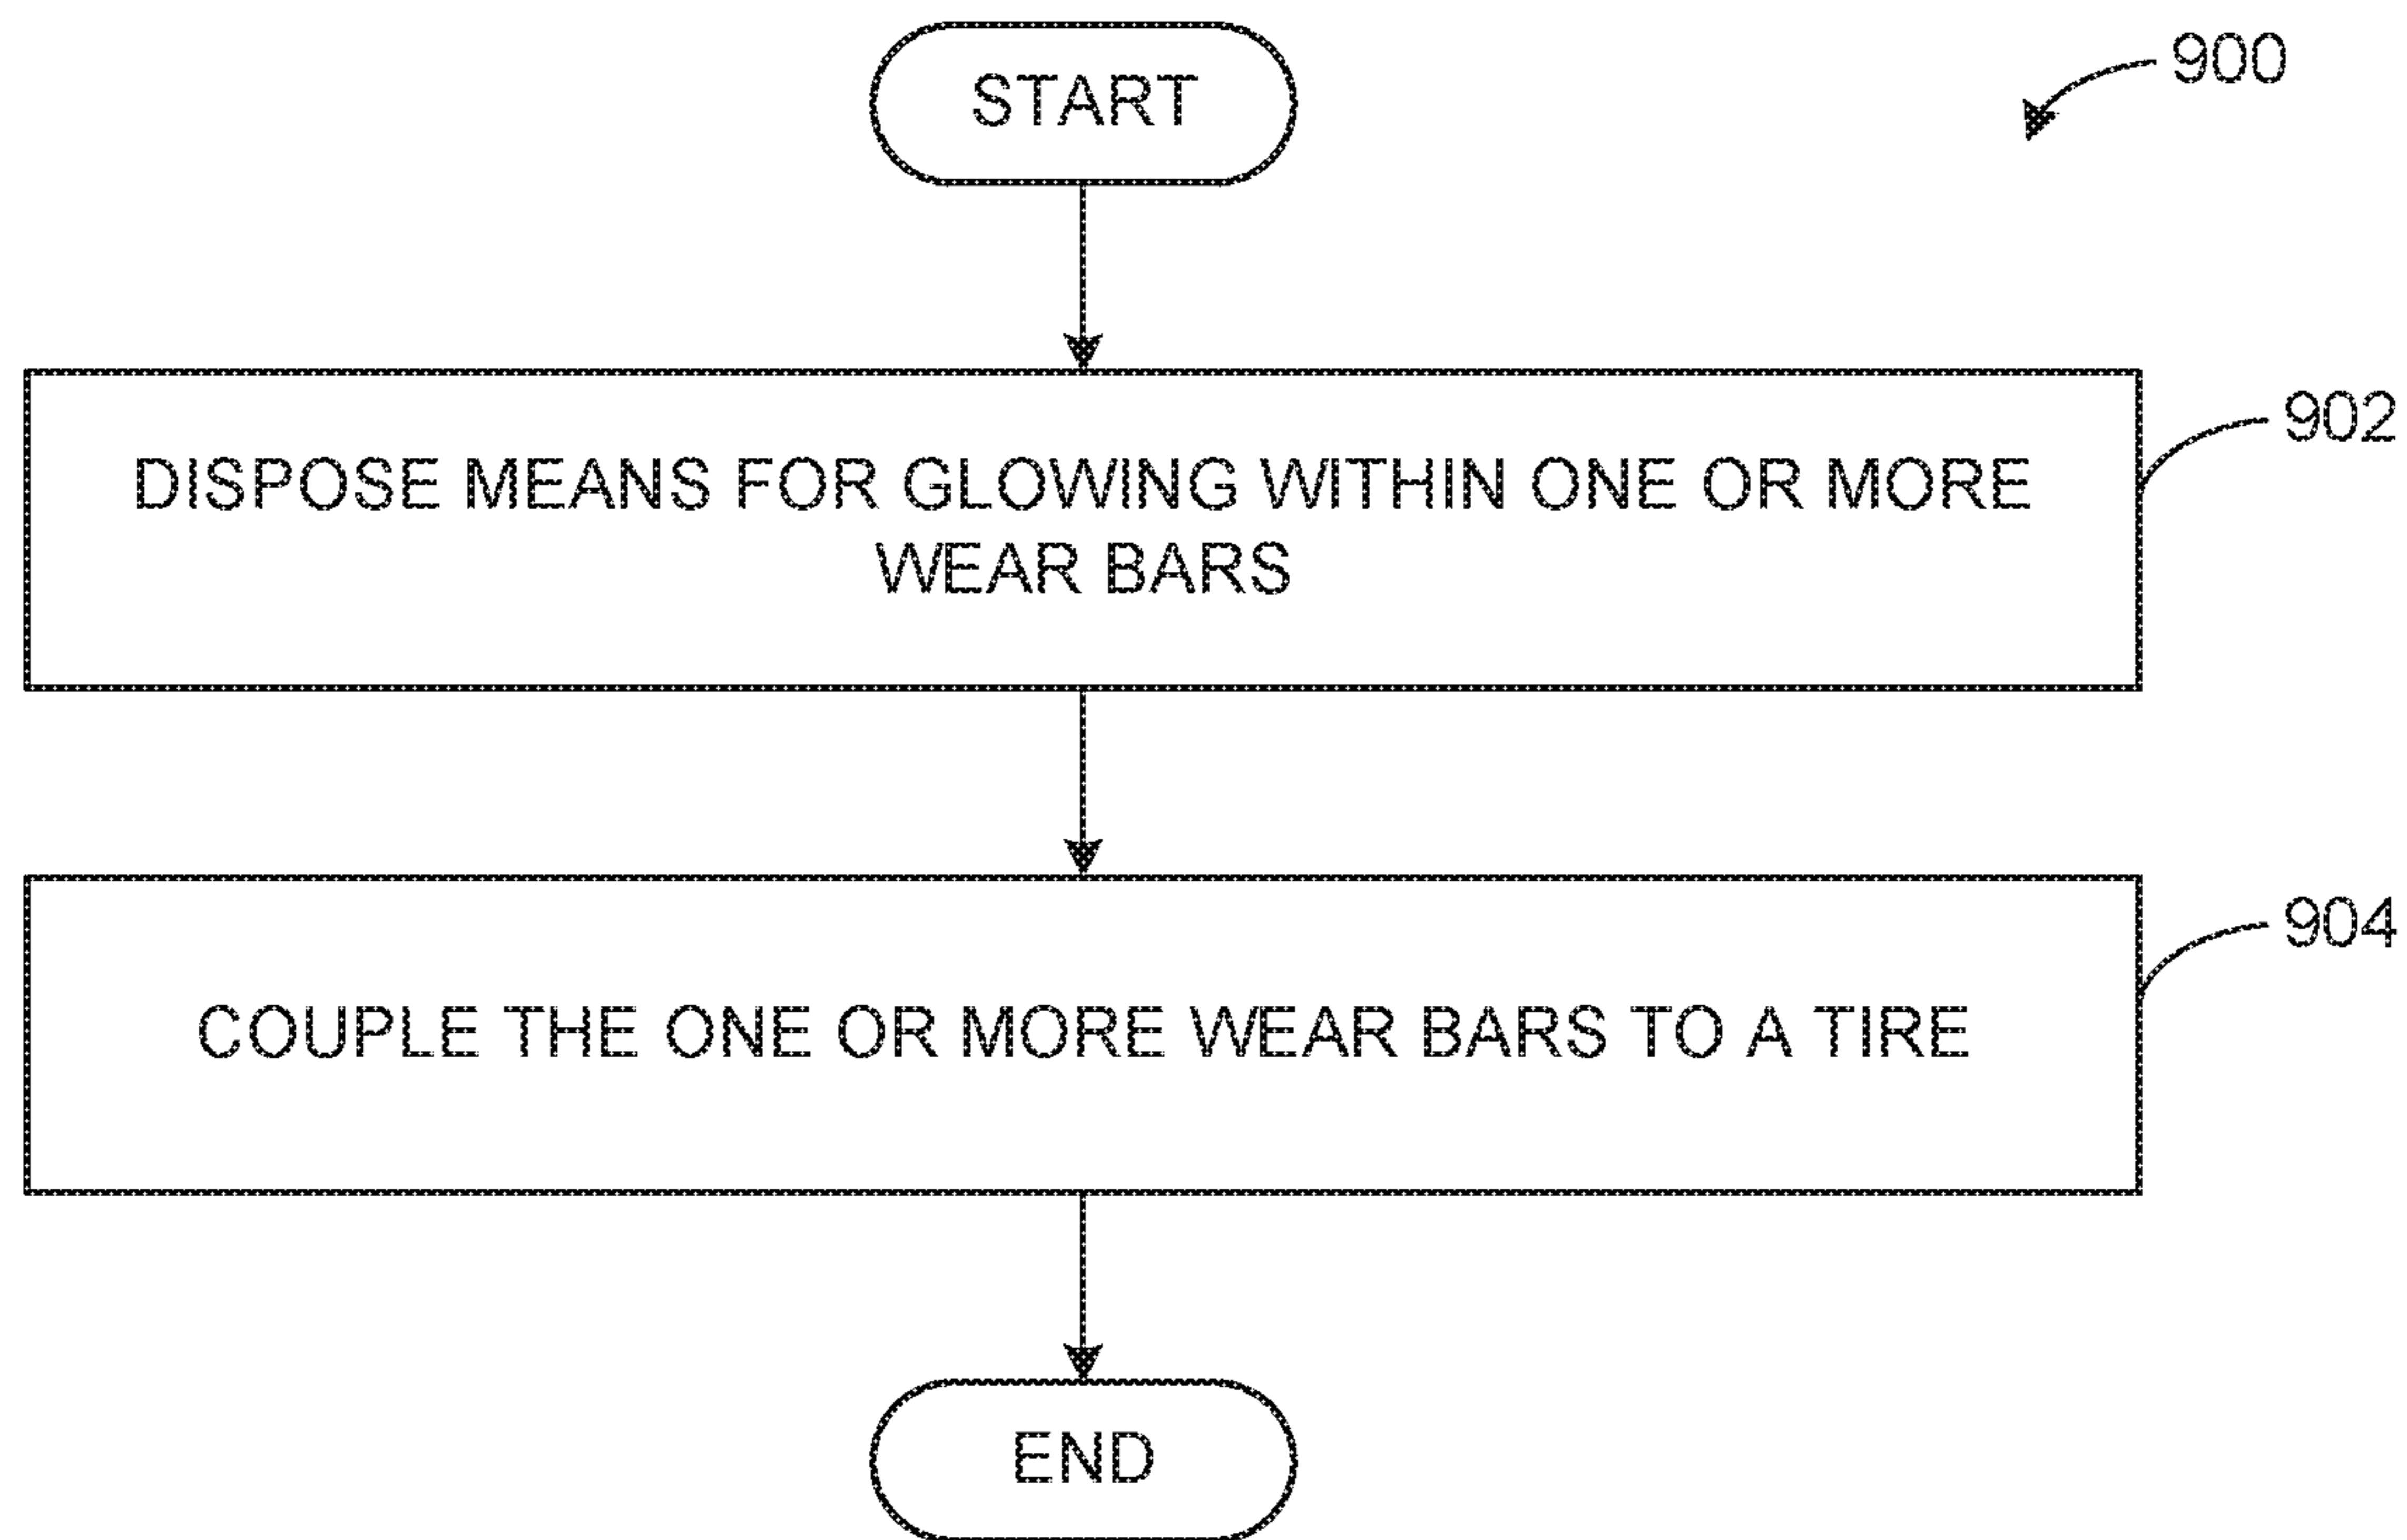 START
900
DISPOSE MEANS FOR GLOWING WITHIN ONE OR MORE
WEAR BARS
902
COUPLE THE ONE OR MORE WEAR BARS TO A TIRE
904
END